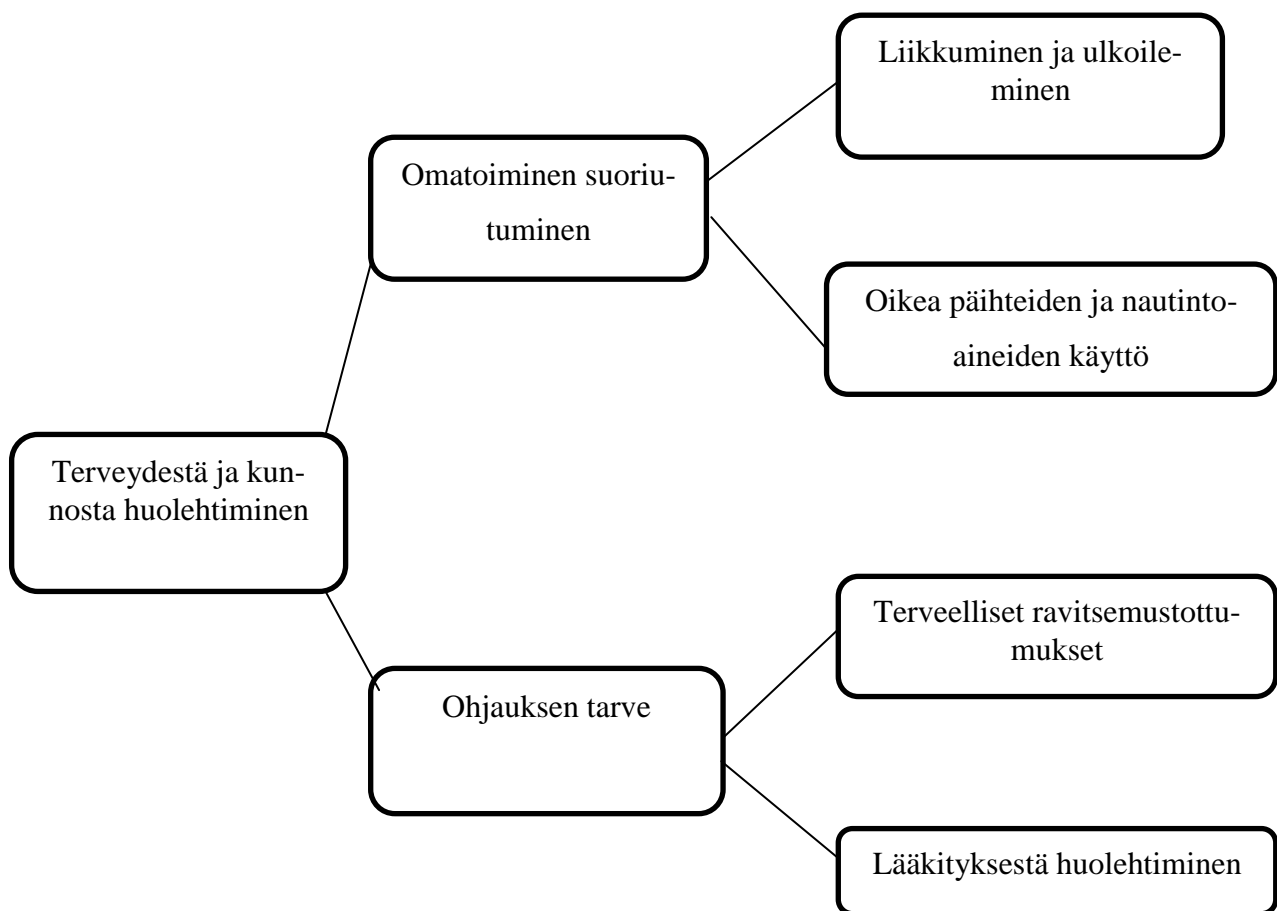 Liikkuminen ja ulkoile-
minen
Omatoiminen suoriu-
tuminen
Oikea päihteiden ja nautinto-
aineiden käyttö
Terveydestä ja kun-
nosta huolehtiminen
Terveelliset ravitsemustottu-
mukset
Ohjauksen tarve
Lääkityksestä huolehtiminen